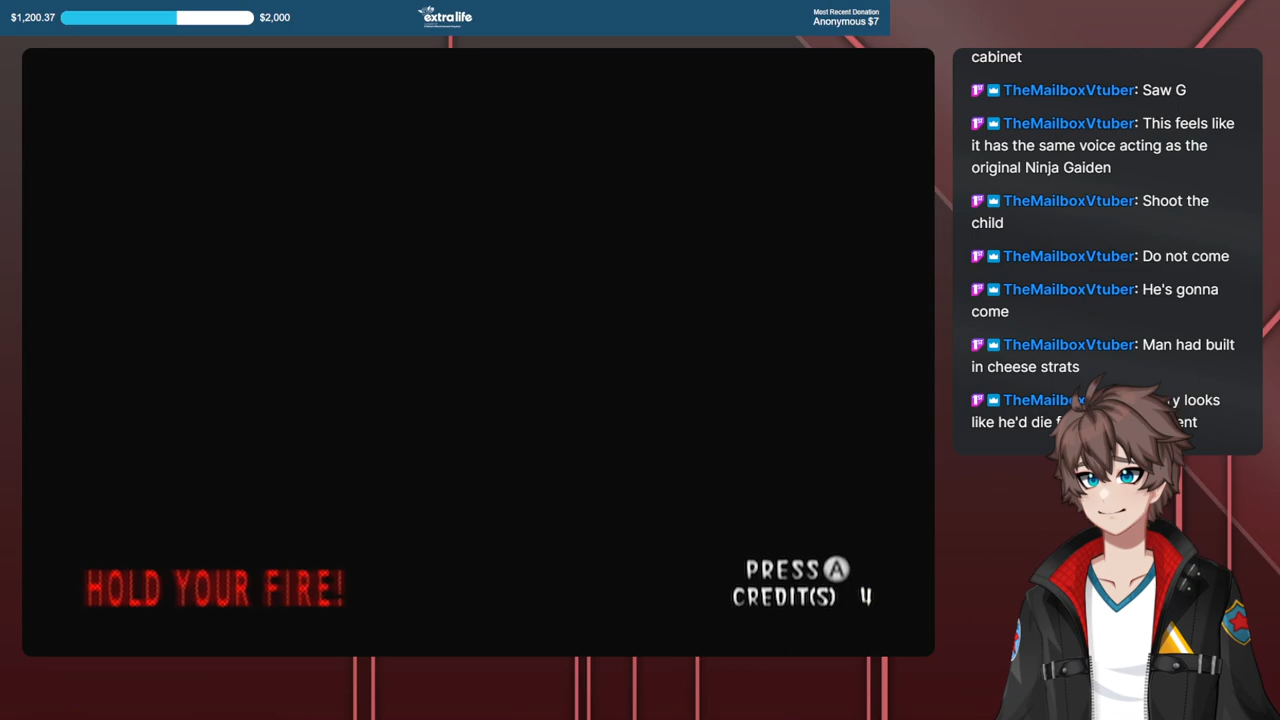 $1,200.37
$2,000
extra life
Most Recent Donation
Anonymous $7
cabinet
TheMailboxVtuber: Saw G
TheMailboxVtuber: This feels like
it has the same voice acting as the
original Ninja Gaiden
TheMailboxVtuber: Shoot the
child
TheMailboxVtuber: Do not come
TheMailboxVtuber: He's gonna
come
TheMailboxVtuber: Man had built
in cheese strats
looks
like he'd die
HOLD YOUR FIRE!
PRESS A
CREDIT(S) 4